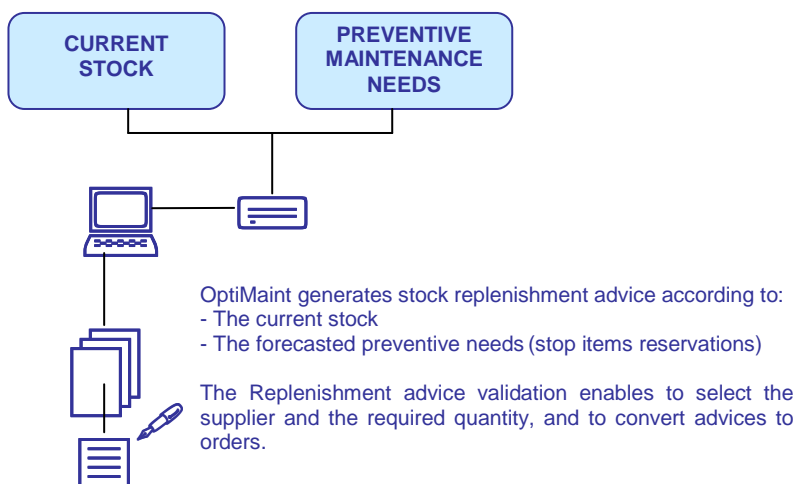 CURRENT
STOCK
PREVENTIVE
MAINTENANCE
NEEDS
OptiMaint generates stock replenishment advice according to:
- The current stock
- The forecasted preventive needs (stop items reservations)
The Replenishment advice validation enables to select the
supplier and the required quantity, and to convert advices to
orders.